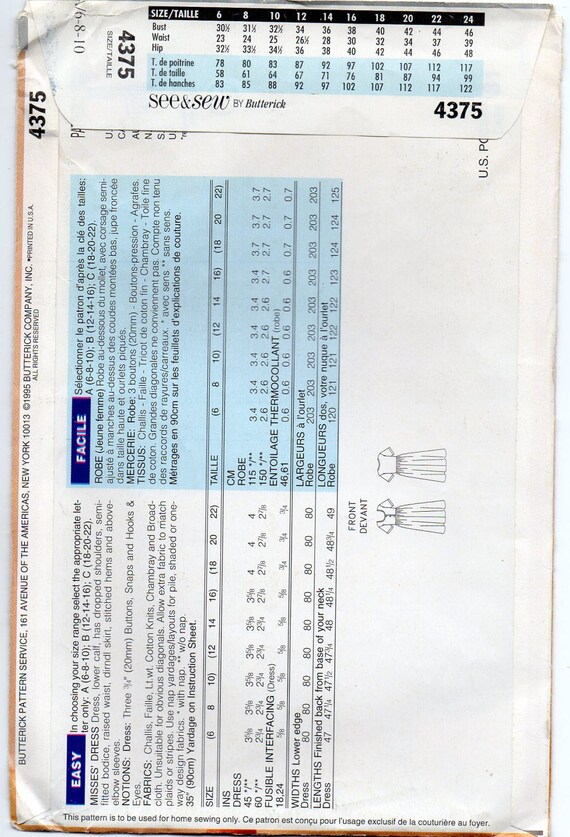 SIZE/TAILLE 6 8 10 12 .14 16 18 20 22 24
Bust 30½ 31½ 32½ 34 36 38 40 42 44 46
Waist 23 24 25 26½ 28 30 32 34 37 39
Hip 32½ 33½ 34½ 36 38 40 42 44 46 48
T. de poitrine 78 80 83 87 92 97 102 107 112 117
T. de taille 58 61 64 67 71 76 81 87 94 99
T. de hanches 83 85 88 92 97 102 107 112 117 122
see&sew BY Butterick
4375
SIZE/TAILLE
4375
/6-8-10
4375
U.S. PO
BUTTERICK PATTERN SERVICE, 161 AVENUE OF THE AMERICAS, NEW YORK 10013 ©1995 BUTTERICK COMPANY, INC. •PRINTED IN U.S.A.
ALL RIGHTS RESERVED
EASY
In choosing your size range select the appropriate let-
ter only: A (6-8-10); B (12-14-16); C (18-20-22).
MISSES' DRESS Dress, lower calf, has dropped shoulders, semi-
fitted bodice, raised waist, dirndl skirt, stitched hems and above-
elbow sleeves.
NOTIONS: Dress: Three ¾" (20mm) Buttons, Snaps and Hooks &
Eyes.
FABRICS: Challis, Faille, Lt.wt. Cotton Knits, Chambray and Broad-
cloth. Unsuitable for obvious diagonals. Allow extra fabric to match
plaids or stripes. Use nap yardages/layouts for pile, shaded or one-
way design fabrics. * with nap. ** w/o nap.
35" (90cm) Yardage on Instruction Sheet.
SIZE (6 8 10) (12 14 16) (18 20 22)
INS
DRESS
45 */** 3⅝ 3⅝ 3⅝ 3⅝ 3⅝ 3⅝ 4 4 4
60 */** 2¾ 2¾ 2¾ 2¾ 2¾ 2⅞ 2⅞ 2⅞ 2⅞
FUSIBLE INTERFACING (Dress)
18,24 ⅝ ⅝ ⅝ ⅝ ⅝ ⅝ ¾ ¾ ¾
WIDTHS Lower edge
Dress 80 80 80 80 80 80 80 80 80
LENGTHS Finished back from base of your neck
Dress 47 47¼ 47½ 47¾ 48 48¼ 48½ 48¾ 49
FACILE
Sélectionner le patron d'après la clé des tailles:
A (6-8-10); B (12-14-16); C (18-20-22).
ROBE (Jeune femme) Robe au-dessous du mollet, avec corsage semi-
ajusté à manches au-dessus des coudes montées bas, jupe froncée
dans taille haute et ourlets piqués.
MERCERIE: Robe: 3 boutons (20mm) - Boutons-pression - Agrafes.
TISSUS: Challis - Faille - Tricot de coton fin - Chambray - Toile fine
de coton. Grandes diagonales ne conviennent pas. Compte non tenu
des raccords de rayures/carreaux. * avec sens. ** sans sens.
Métrages en 90cm sur les feuillets d'explications de couture.
TAILLE (6 8 10) (12 14 16) (18 20 22)
CM
ROBE
115 */** 3.4 3.4 3.4 3.4 3.4 3.4 3.7 3.7 3.7
150 */** 2.6 2.6 2.6 2.6 2.6 2.7 2.7 2.7 2.7
ENTOILAGE THERMOCOLLANT (robe)
46,61 0.6 0.6 0.6 0.6 0.6 0.6 0.7 0.7 0.7
LARGEURS à l'ourlet
Robe 203 203 203 203 203 203 203 203 203
LONGUEURS dos, votre nuque à l'ourlet
Robe 120 121 121 122 122 123 124 124 125
FRONT
DEVANT
This pattern is to be used for home sewing only. Ce patron est conçu pour l'usage exclusif de la couturière au foyer.